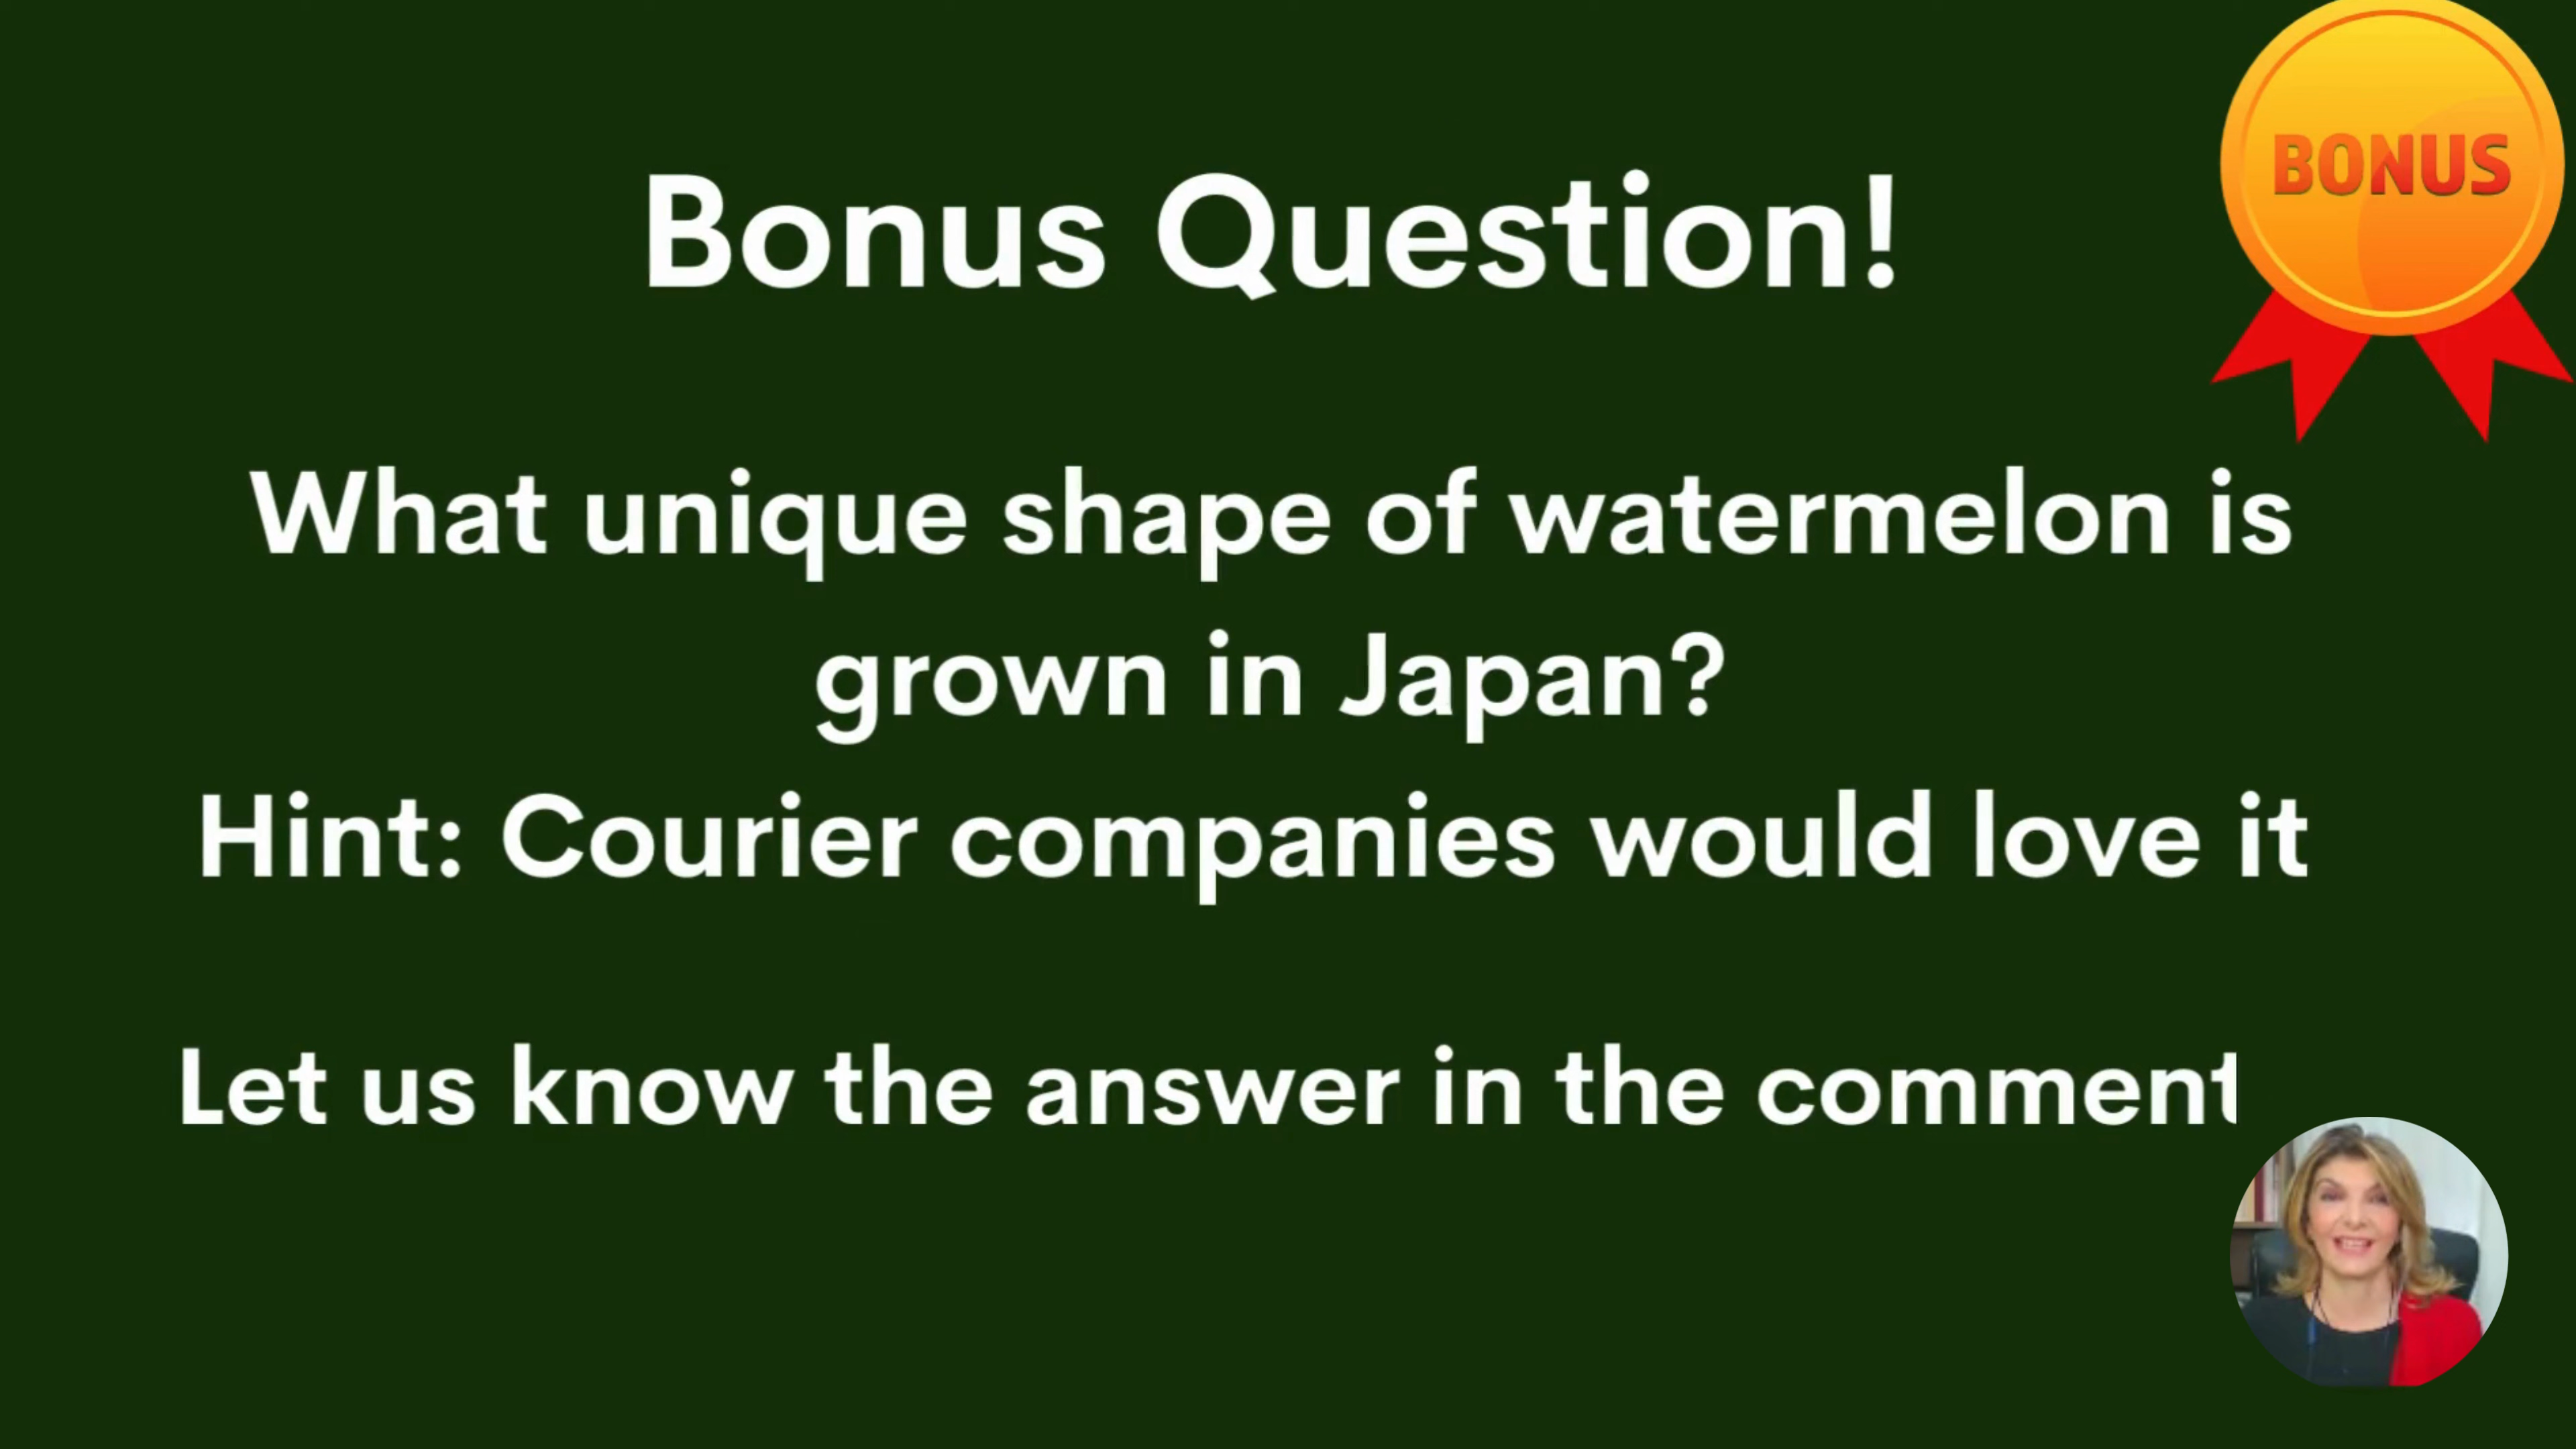 BONUS
Bonus Question!
What unique shape of watermelon is
grown in Japan?
Hint: Courier companies would love it
Let us know the answer in the comment